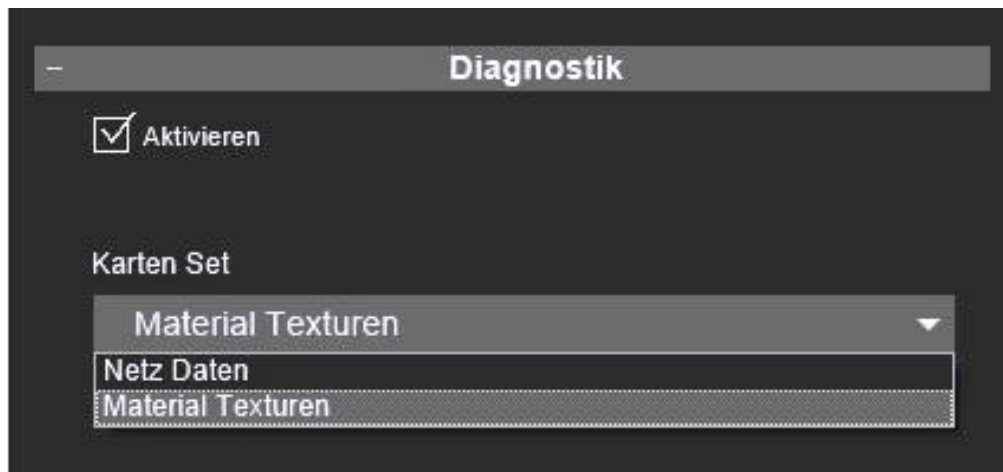 Diagnostik
Aktivieren
Karten Set
Material Texturen
Netz Daten
Material Texturen